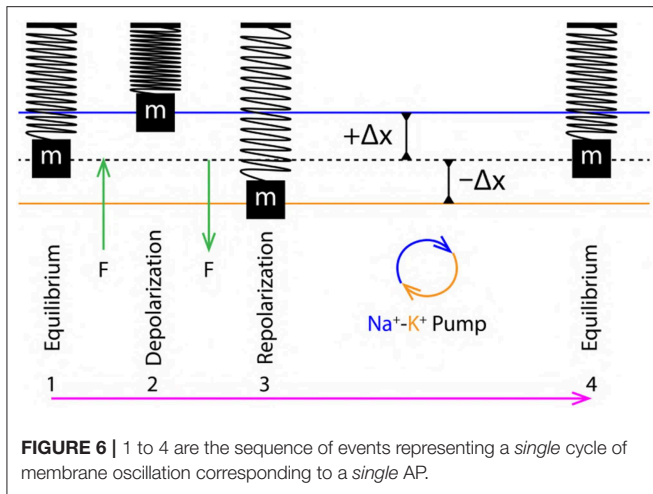 m
m
m
m
+Δx
−Δx
F
F
Equilibrium
Depolarization
Repolarization
Na⁺-K⁺ Pump
Equilibrium
1
2
3
4
FIGURE 6 | 1 to 4 are the sequence of events representing a single cycle of
membrane oscillation corresponding to a single AP.